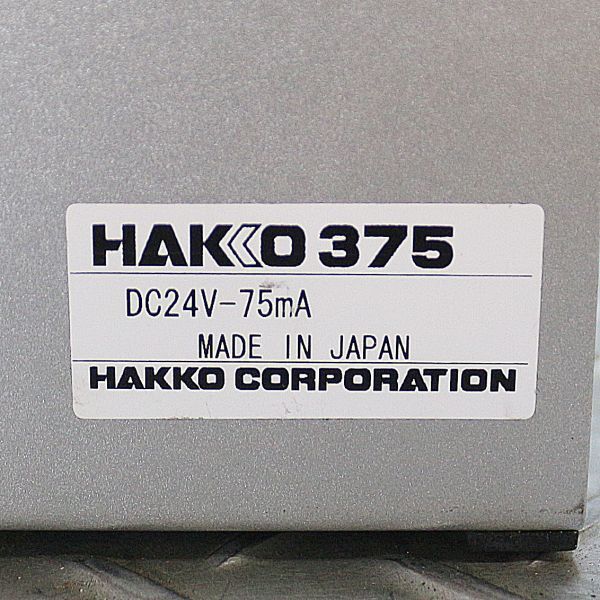 HAKKO 375
DC24V-75mA
MADE IN JAPAN
HAKKO CORPORATION